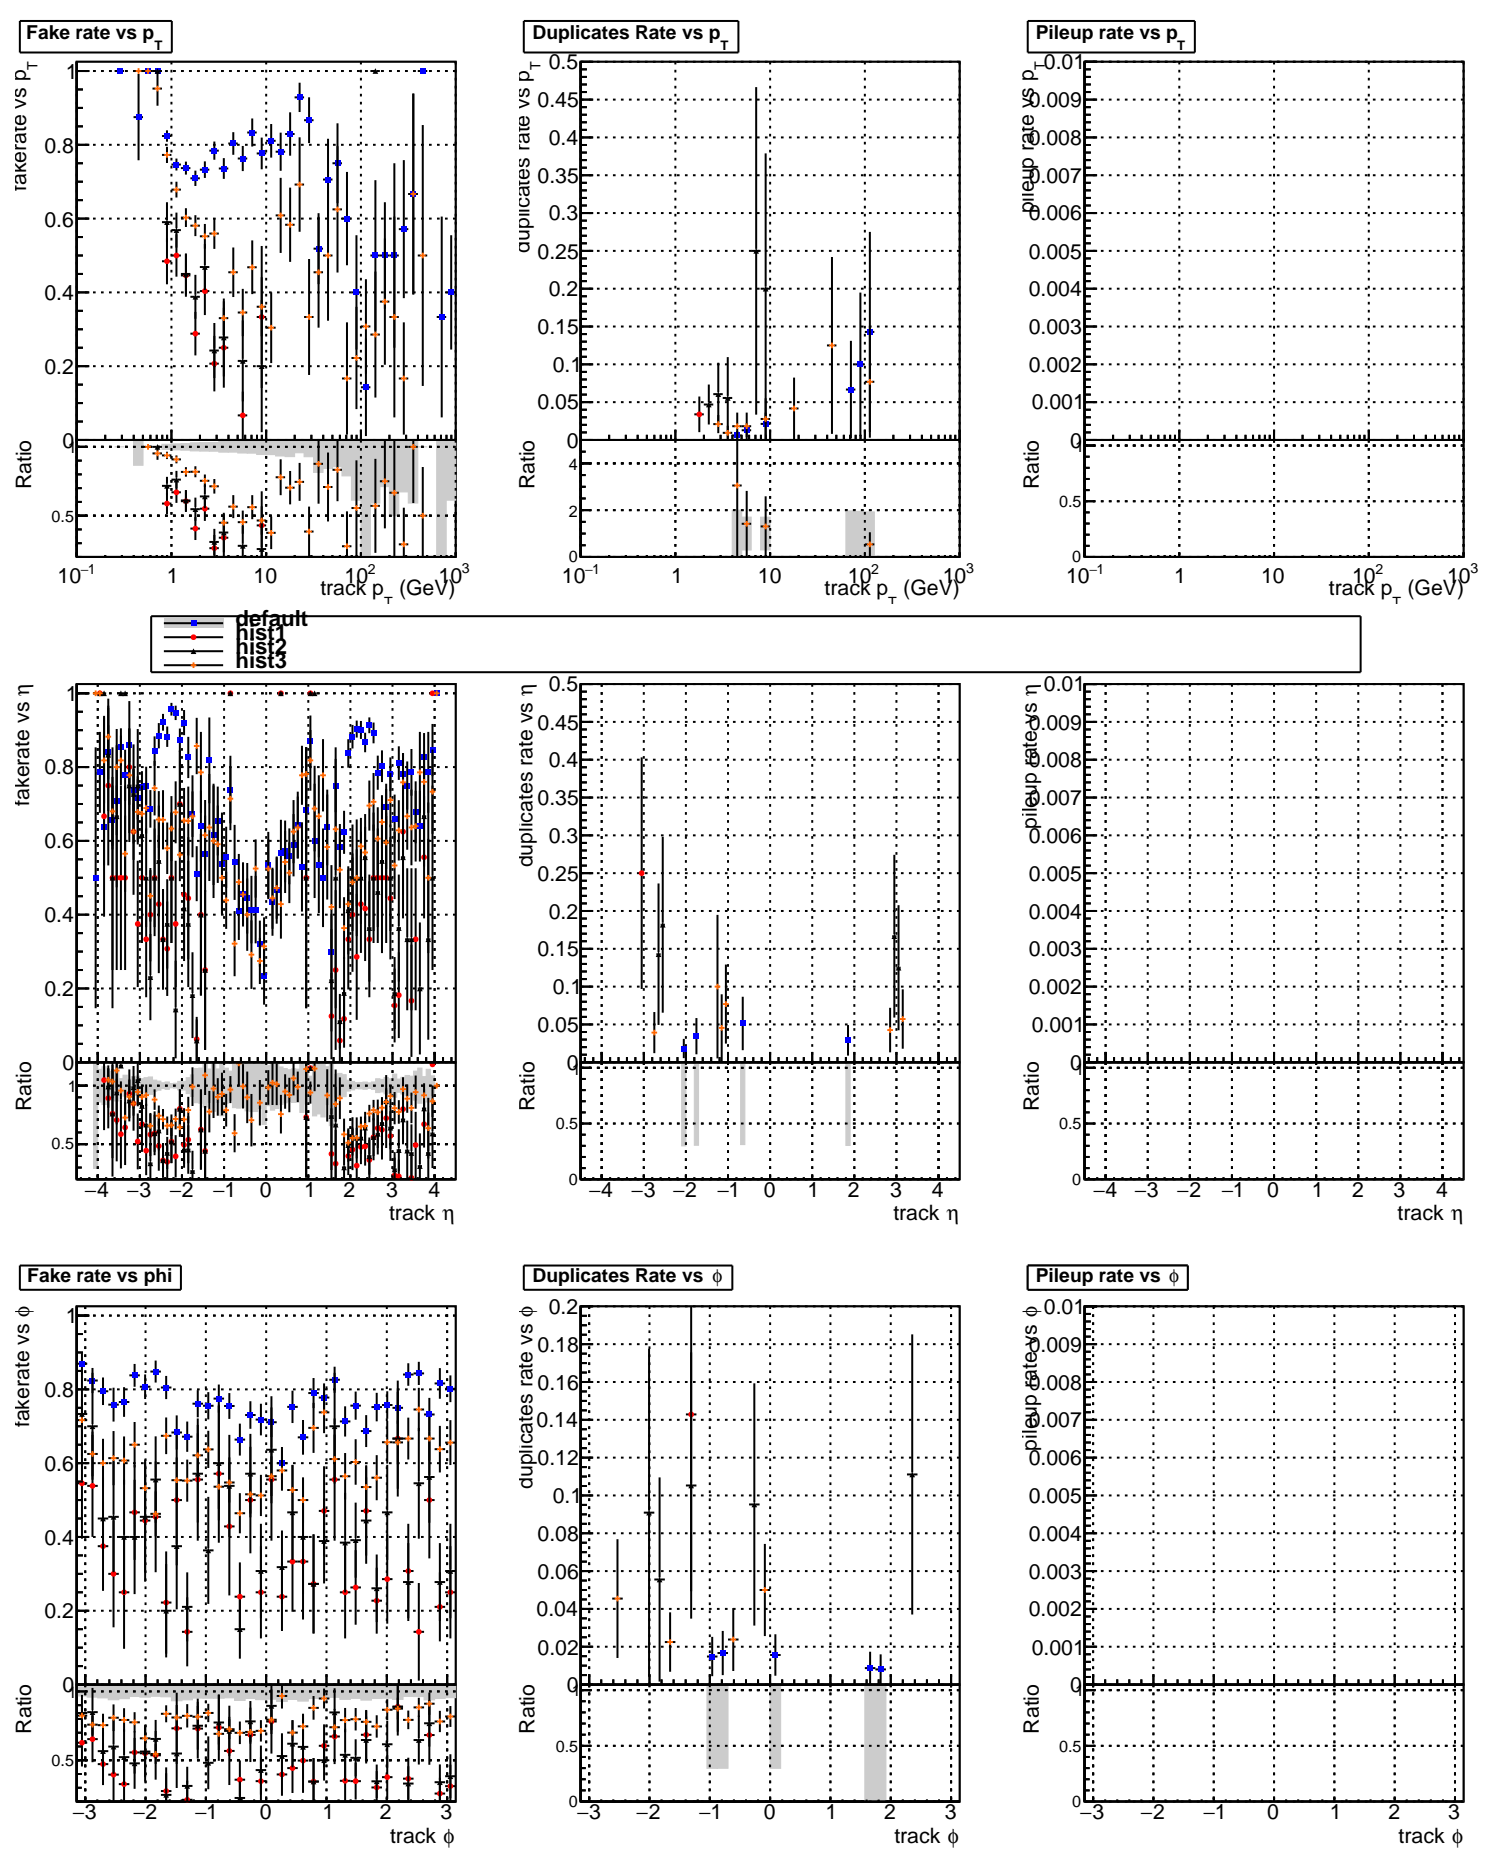 Fake rate vs p_T
fakerate vs p_T
1
0.8
0.6
0.4
0.2
0
Ratio
1
0.5
10⁻¹ 1 10 10² 10³
track p_T (GeV)
Duplicates Rate vs p_T
duplicates rate vs p_T
0.5
0.45
0.4
0.35
0.3
0.25
0.2
0.15
0.1
0.05
0
Ratio
4
2
0
10⁻¹ 1 10 10² 10³
track p_T (GeV)
Pileup rate vs p_T
pileup rate vs p_T
0.01
0.009
0.008
0.007
0.006
0.005
0.004
0.003
0.002
0.001
0
Ratio
1
0.5
0
10⁻¹ 1 10 10² 10³
track p_T (GeV)
default
hist1
hist2
hist3
fakerate vs η
1
0.8
0.6
0.4
0.2
0
Ratio
1
0.5
−4 −3 −2 −1 0 1 2 3 4
track η
duplicates rate vs η
0.5
0.45
0.4
0.35
0.3
0.25
0.2
0.15
0.1
0.05
0
Ratio
1
0.5
0
−4 −3 −2 −1 0 1 2 3 4
track η
pileup rate vs η
0.01
0.009
0.008
0.007
0.006
0.005
0.004
0.003
0.002
0.001
0
Ratio
1
0.5
0
−4 −3 −2 −1 0 1 2 3 4
track η
Fake rate vs phi
fakerate vs ϕ
1
0.8
0.6
0.4
0.2
0
Ratio
1
0.5
−3 −2 −1 0 1 2 3
track ϕ
Duplicates Rate vs ϕ
duplicates rate vs ϕ
0.2
0.18
0.16
0.14
0.12
0.1
0.08
0.06
0.04
0.02
0
Ratio
1
0.5
0
−3 −2 −1 0 1 2 3
track ϕ
Pileup rate vs ϕ
pileup rate vs ϕ
0.01
0.009
0.008
0.007
0.006
0.005
0.004
0.003
0.002
0.001
0
Ratio
1
0.5
0
−3 −2 −1 0 1 2 3
track ϕ